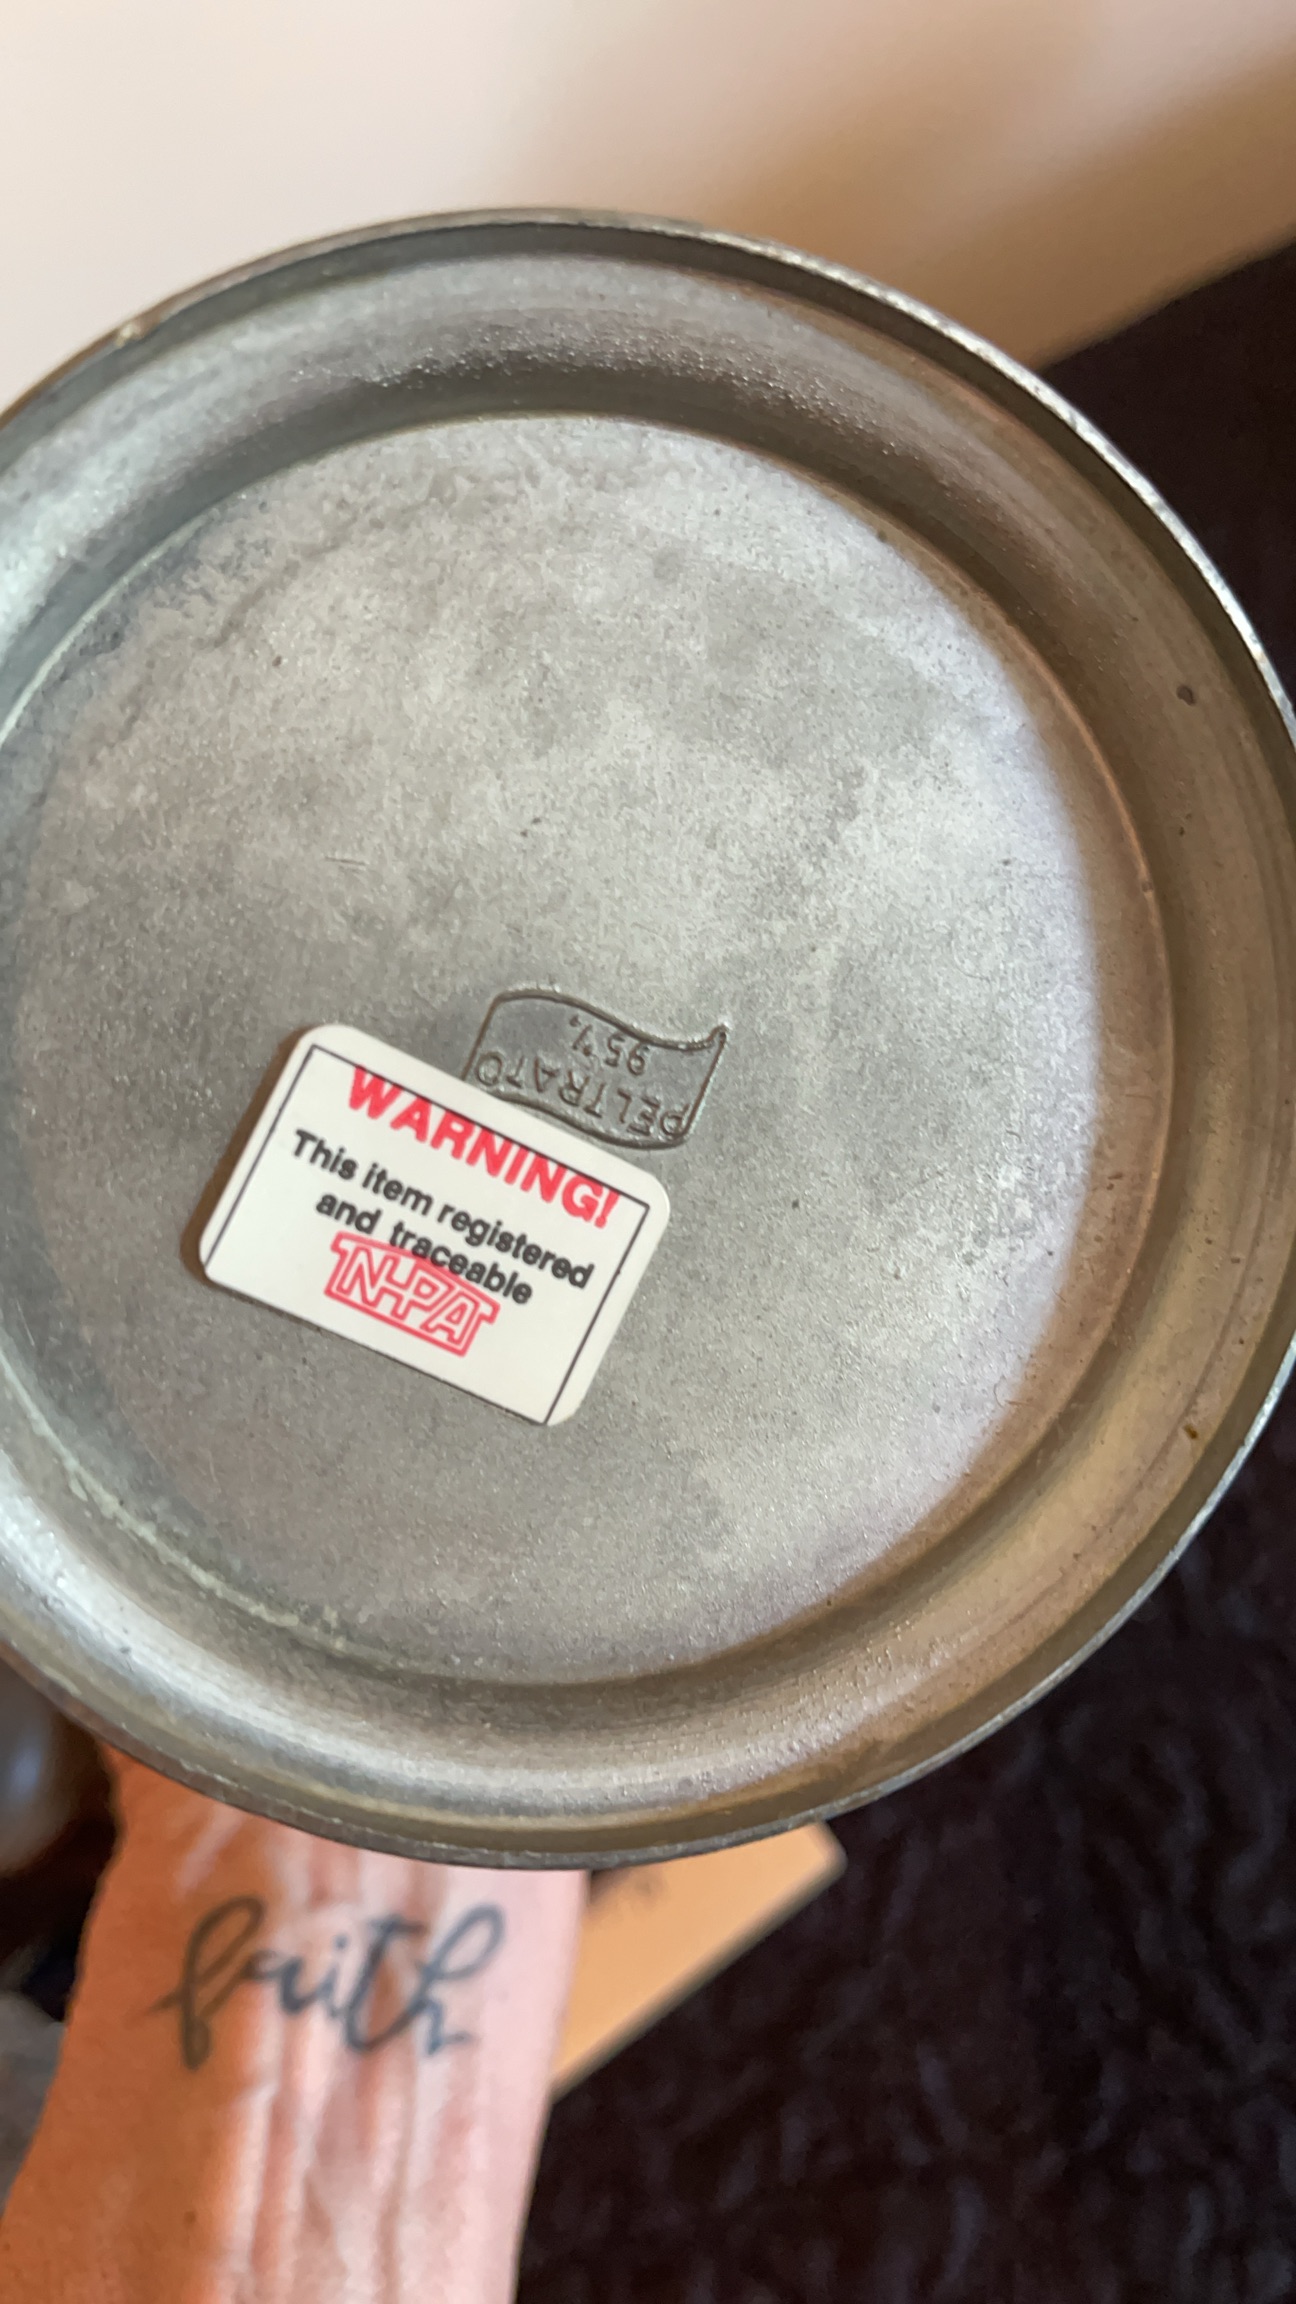 PELTRATO
95%
WARNING!
This item registered
and traceable
NHPA
faith